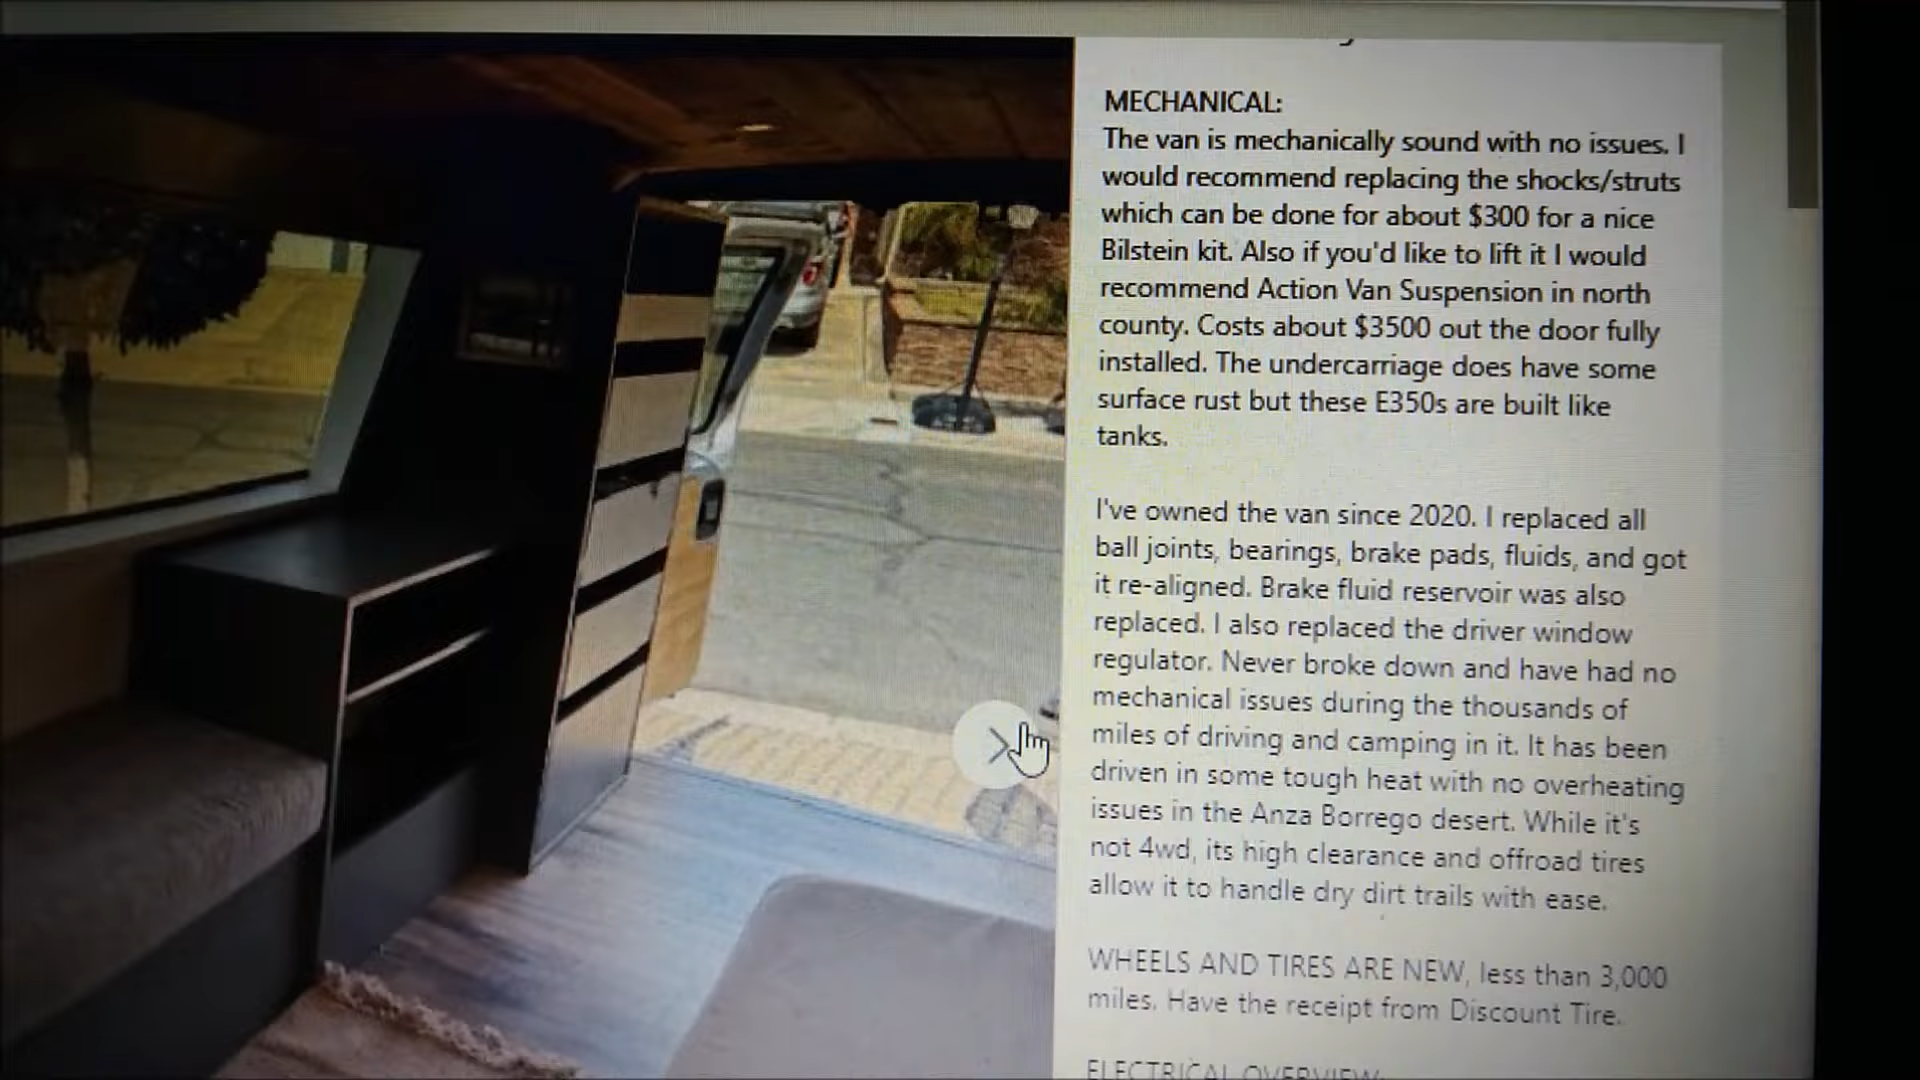 MECHANICAL:
The van is mechanically sound with no issues. I
would recommend replacing the shocks/struts
which can be done for about $300 for a nice
Bilstein kit. Also if you'd like to lift it I would
recommend Action Van Suspension in north
county. Costs about $3500 out the door fully
installed. The undercarriage does have some
surface rust but these E350s are built like
tanks.
I've owned the van since 2020. I replaced all
ball joints, bearings, brake pads, fluids, and got
it re-aligned. Brake fluid reservoir was also
replaced. I also replaced the driver window
regulator. Never broke down and have had no
mechanical issues during the thousands of
miles of driving and camping in it. It has been
driven in some tough heat with no overheating
issues in the Anza Borrego desert. While it's
not 4wd, its high clearance and offroad tires
allow it to handle dry dirt trails with ease.
WHEELS AND TIRES ARE NEW, less than 3,000
miles. Have the receipt from Discount Tire.
ELECTRICAL OVERVIEW: